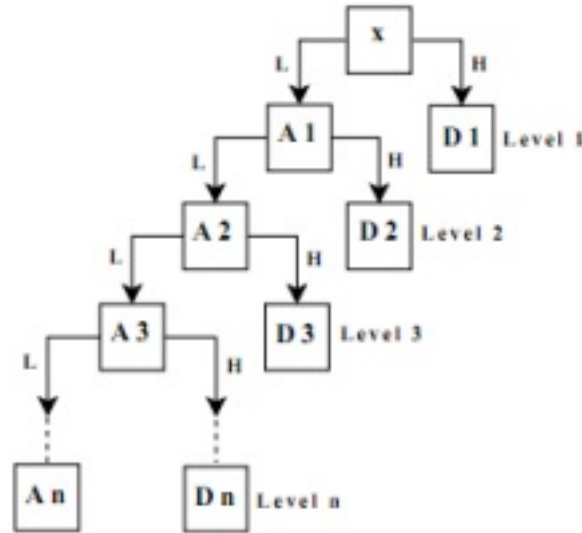 x
L
H
A 1
D 1
Level 1
L
H
A 2
D 2
Level 2
L
H
A 3
D 3
Level 3
L
H
A n
D n
Level n